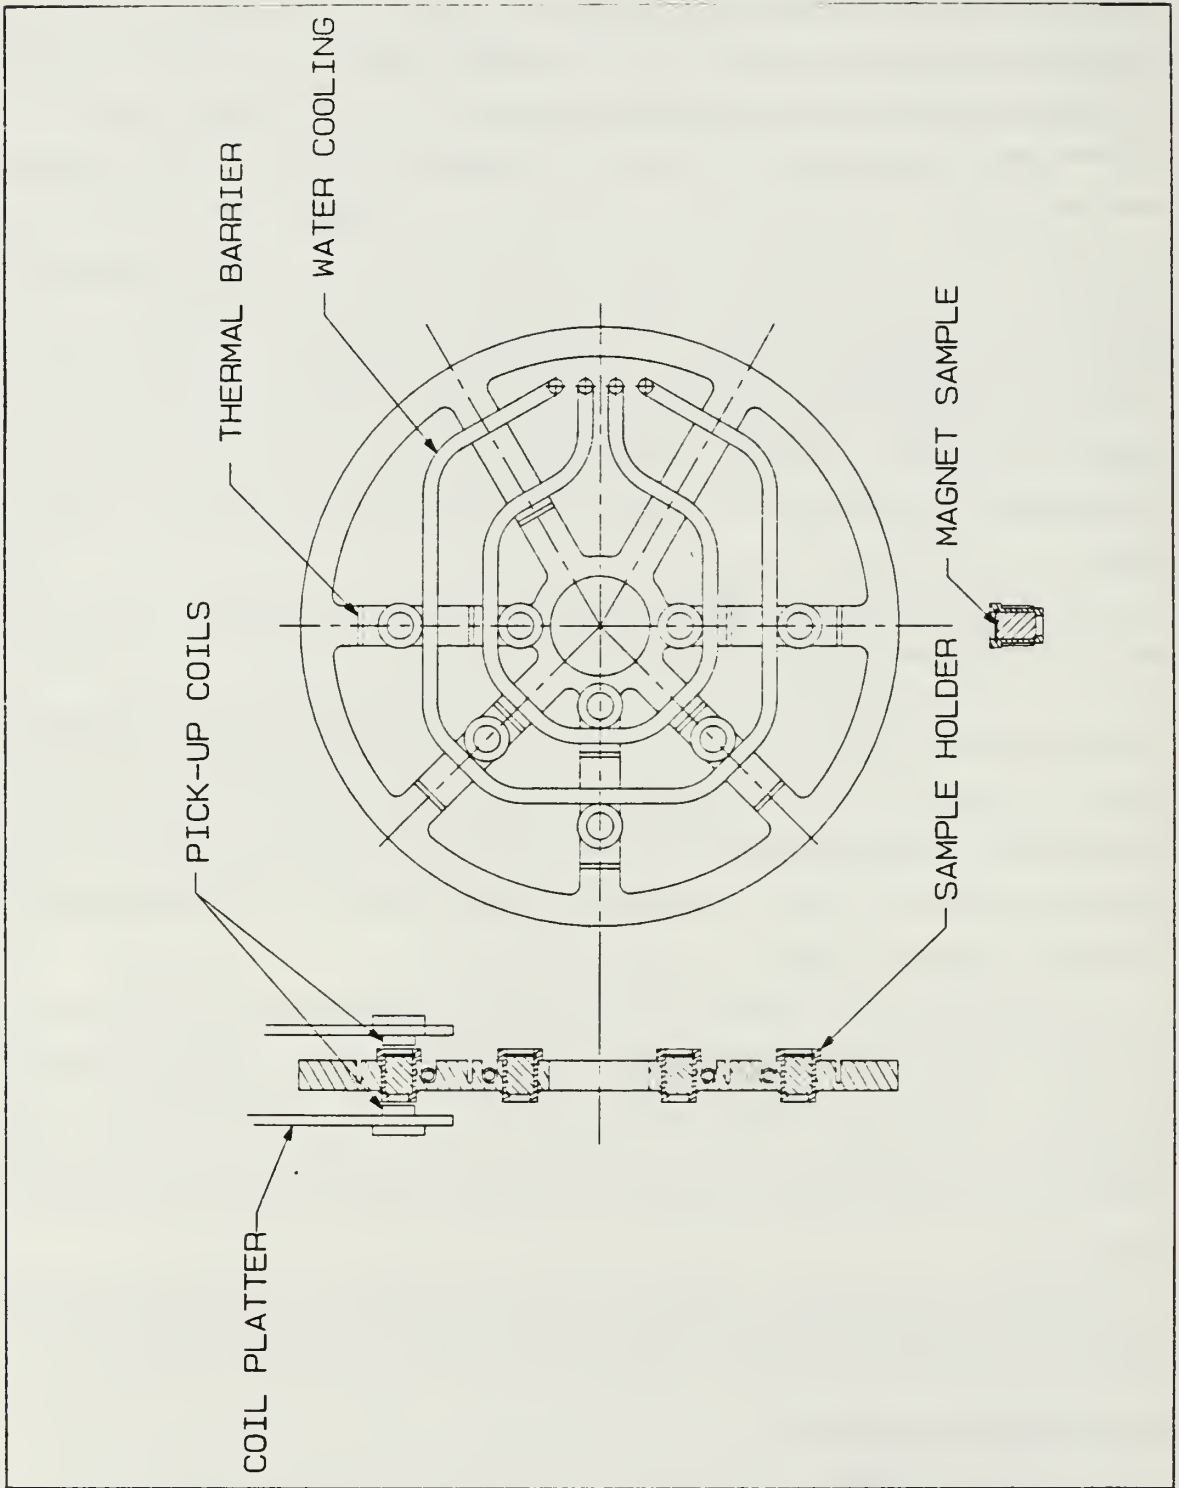 COIL PLATTER
PICK-UP COILS
THERMAL BARRIER
WATER COOLING
SAMPLE HOLDER
MAGNET SAMPLE